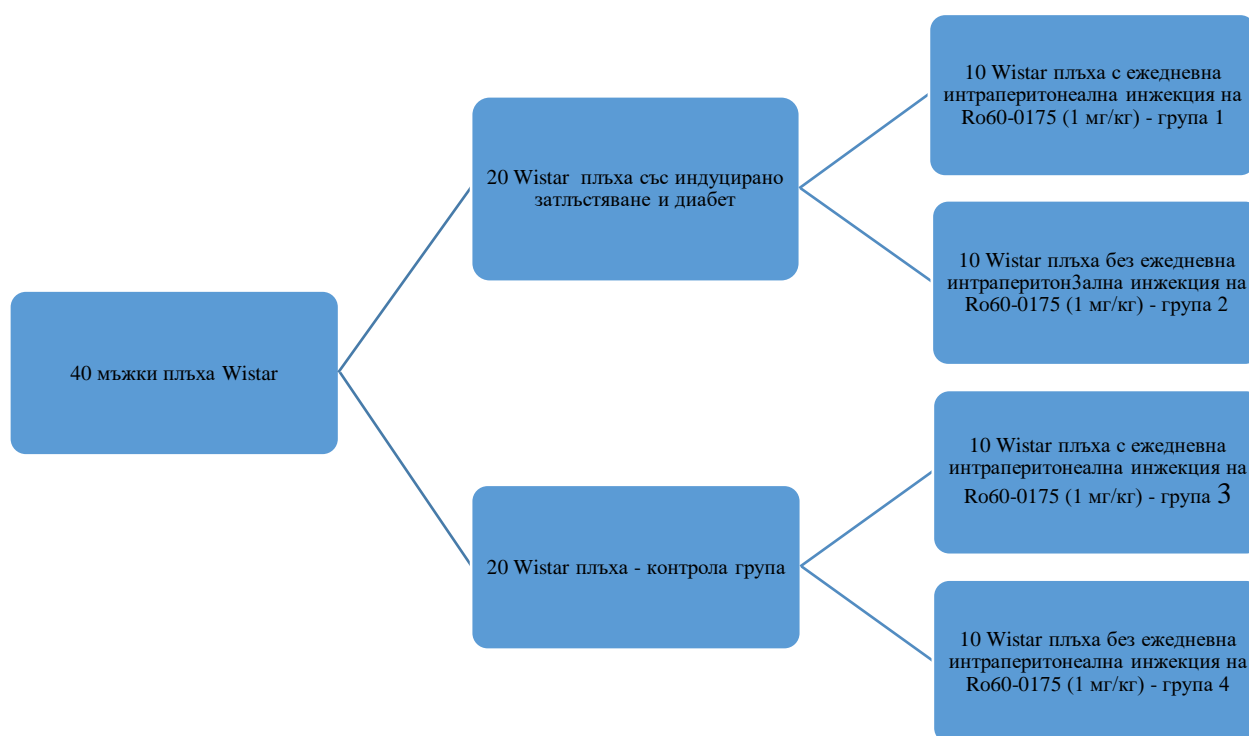 40 мъжки плъха Wistar
20 Wistar плъха със индуцирано
затлъстяване и диабет
10 Wistar плъха с ежедневна
интраперитонеална инжекция на
Ro60-0175 (1 мг/кг) - група 1
10 Wistar плъха без ежедневна
интраперитон3ална инжекция на
Ro60-0175 (1 мг/кг) - група 2
20 Wistar плъха - контрола група
10 Wistar плъха с ежедневна
интраперитонеална инжекция на
Ro60-0175 (1 мг/кг) - група 3
10 Wistar плъха без ежедневна
интраперитонеална инжекция на
Ro60-0175 (1 мг/кг) - група 4